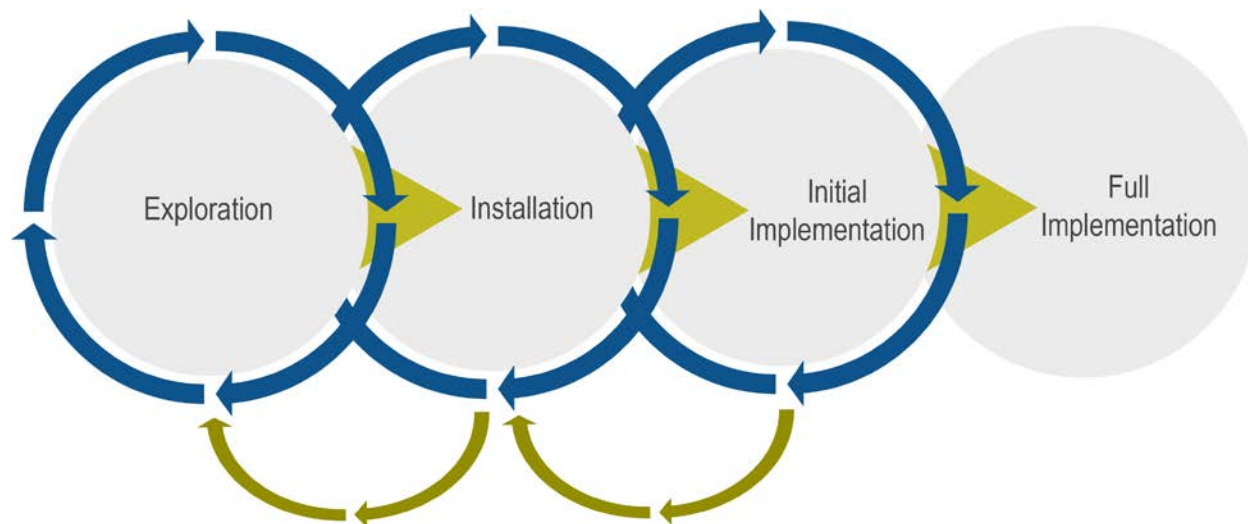 Exploration
Installation
Initial
Implementation
Full
Implementation